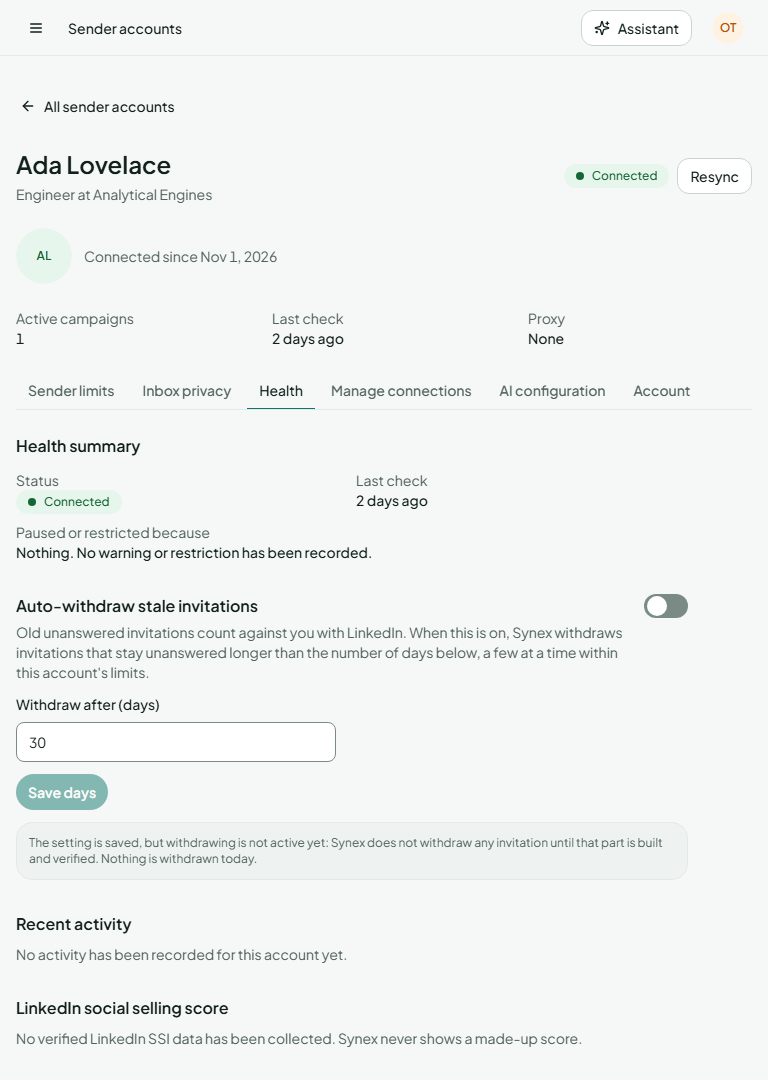 Sender accounts
Assistant
OT
All sender accounts
Ada Lovelace
Engineer at Analytical Engines
Connected
Resync
AL
Connected since Nov 1, 2026
Active campaigns
1
Last check
2 days ago
Proxy
None
Sender limits
Inbox privacy
Health
Manage connections
AI configuration
Account
Health summary
Status
Connected
Last check
2 days ago
Paused or restricted because
Nothing. No warning or restriction has been recorded.
Auto-withdraw stale invitations
Old unanswered invitations count against you with LinkedIn. When this is on, Synex withdraws
invitations that stay unanswered longer than the number of days below, a few at a time within
this account's limits.
Withdraw after (days)
30
Save days
The setting is saved, but withdrawing is not active yet: Synex does not withdraw any invitation until that part is built
and verified. Nothing is withdrawn today.
Recent activity
No activity has been recorded for this account yet.
LinkedIn social selling score
No verified LinkedIn SSI data has been collected. Synex never shows a made-up score.